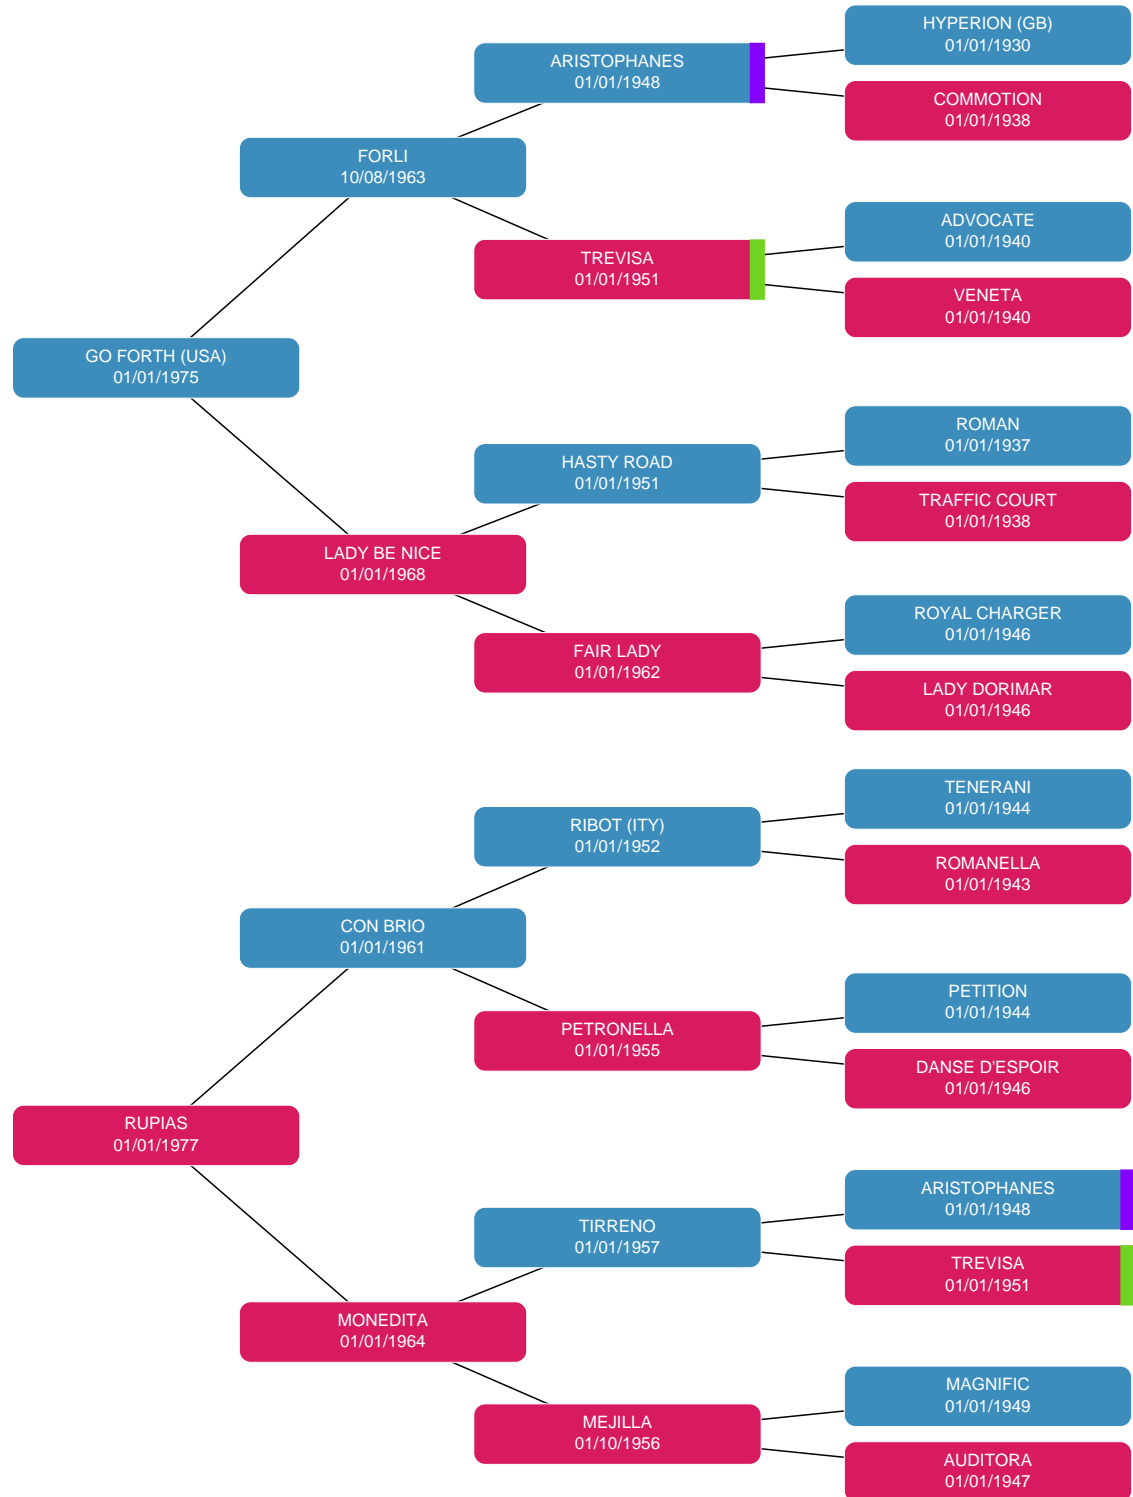 HYPERION (GB)
01/01/1930
ARISTOPHANES
01/01/1948
COMMOTION
01/01/1938
FORLI
10/08/1963
ADVOCATE
01/01/1940
TREVISA
01/01/1951
VENETA
01/01/1940
GO FORTH (USA)
01/01/1975
ROMAN
01/01/1937
HASTY ROAD
01/01/1951
TRAFFIC COURT
01/01/1938
LADY BE NICE
01/01/1968
ROYAL CHARGER
01/01/1946
FAIR LADY
01/01/1962
LADY DORIMAR
01/01/1946
TENERANI
01/01/1944
RIBOT (ITY)
01/01/1952
ROMANELLA
01/01/1943
CON BRIO
01/01/1961
PETITION
01/01/1944
PETRONELLA
01/01/1955
DANSE D'ESPOIR
01/01/1946
RUPIAS
01/01/1977
ARISTOPHANES
01/01/1948
TIRRENO
01/01/1957
TREVISA
01/01/1951
MONEDITA
01/01/1964
MAGNIFIC
01/01/1949
MEJILLA
01/10/1956
AUDITORA
01/01/1947